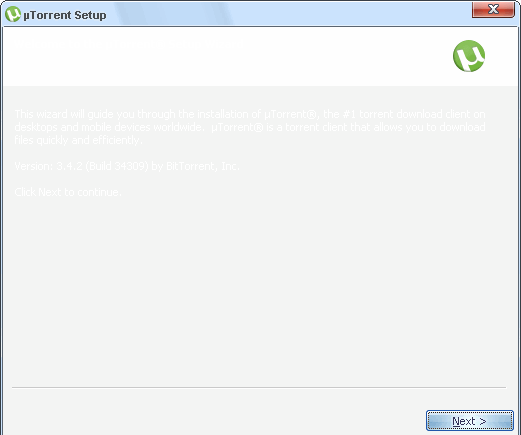 µTorrent Setup
This wizard will guide you through the installation of µTorrent®, the #1 torrent download client on
desktops and mobile devices worldwide. µTorrent® is a torrent client that allows you to download
files quickly and efficiently.
Version: 3.4.2 (Build 34309) by BitTorrent, Inc.
Click Next to continue.
Next >